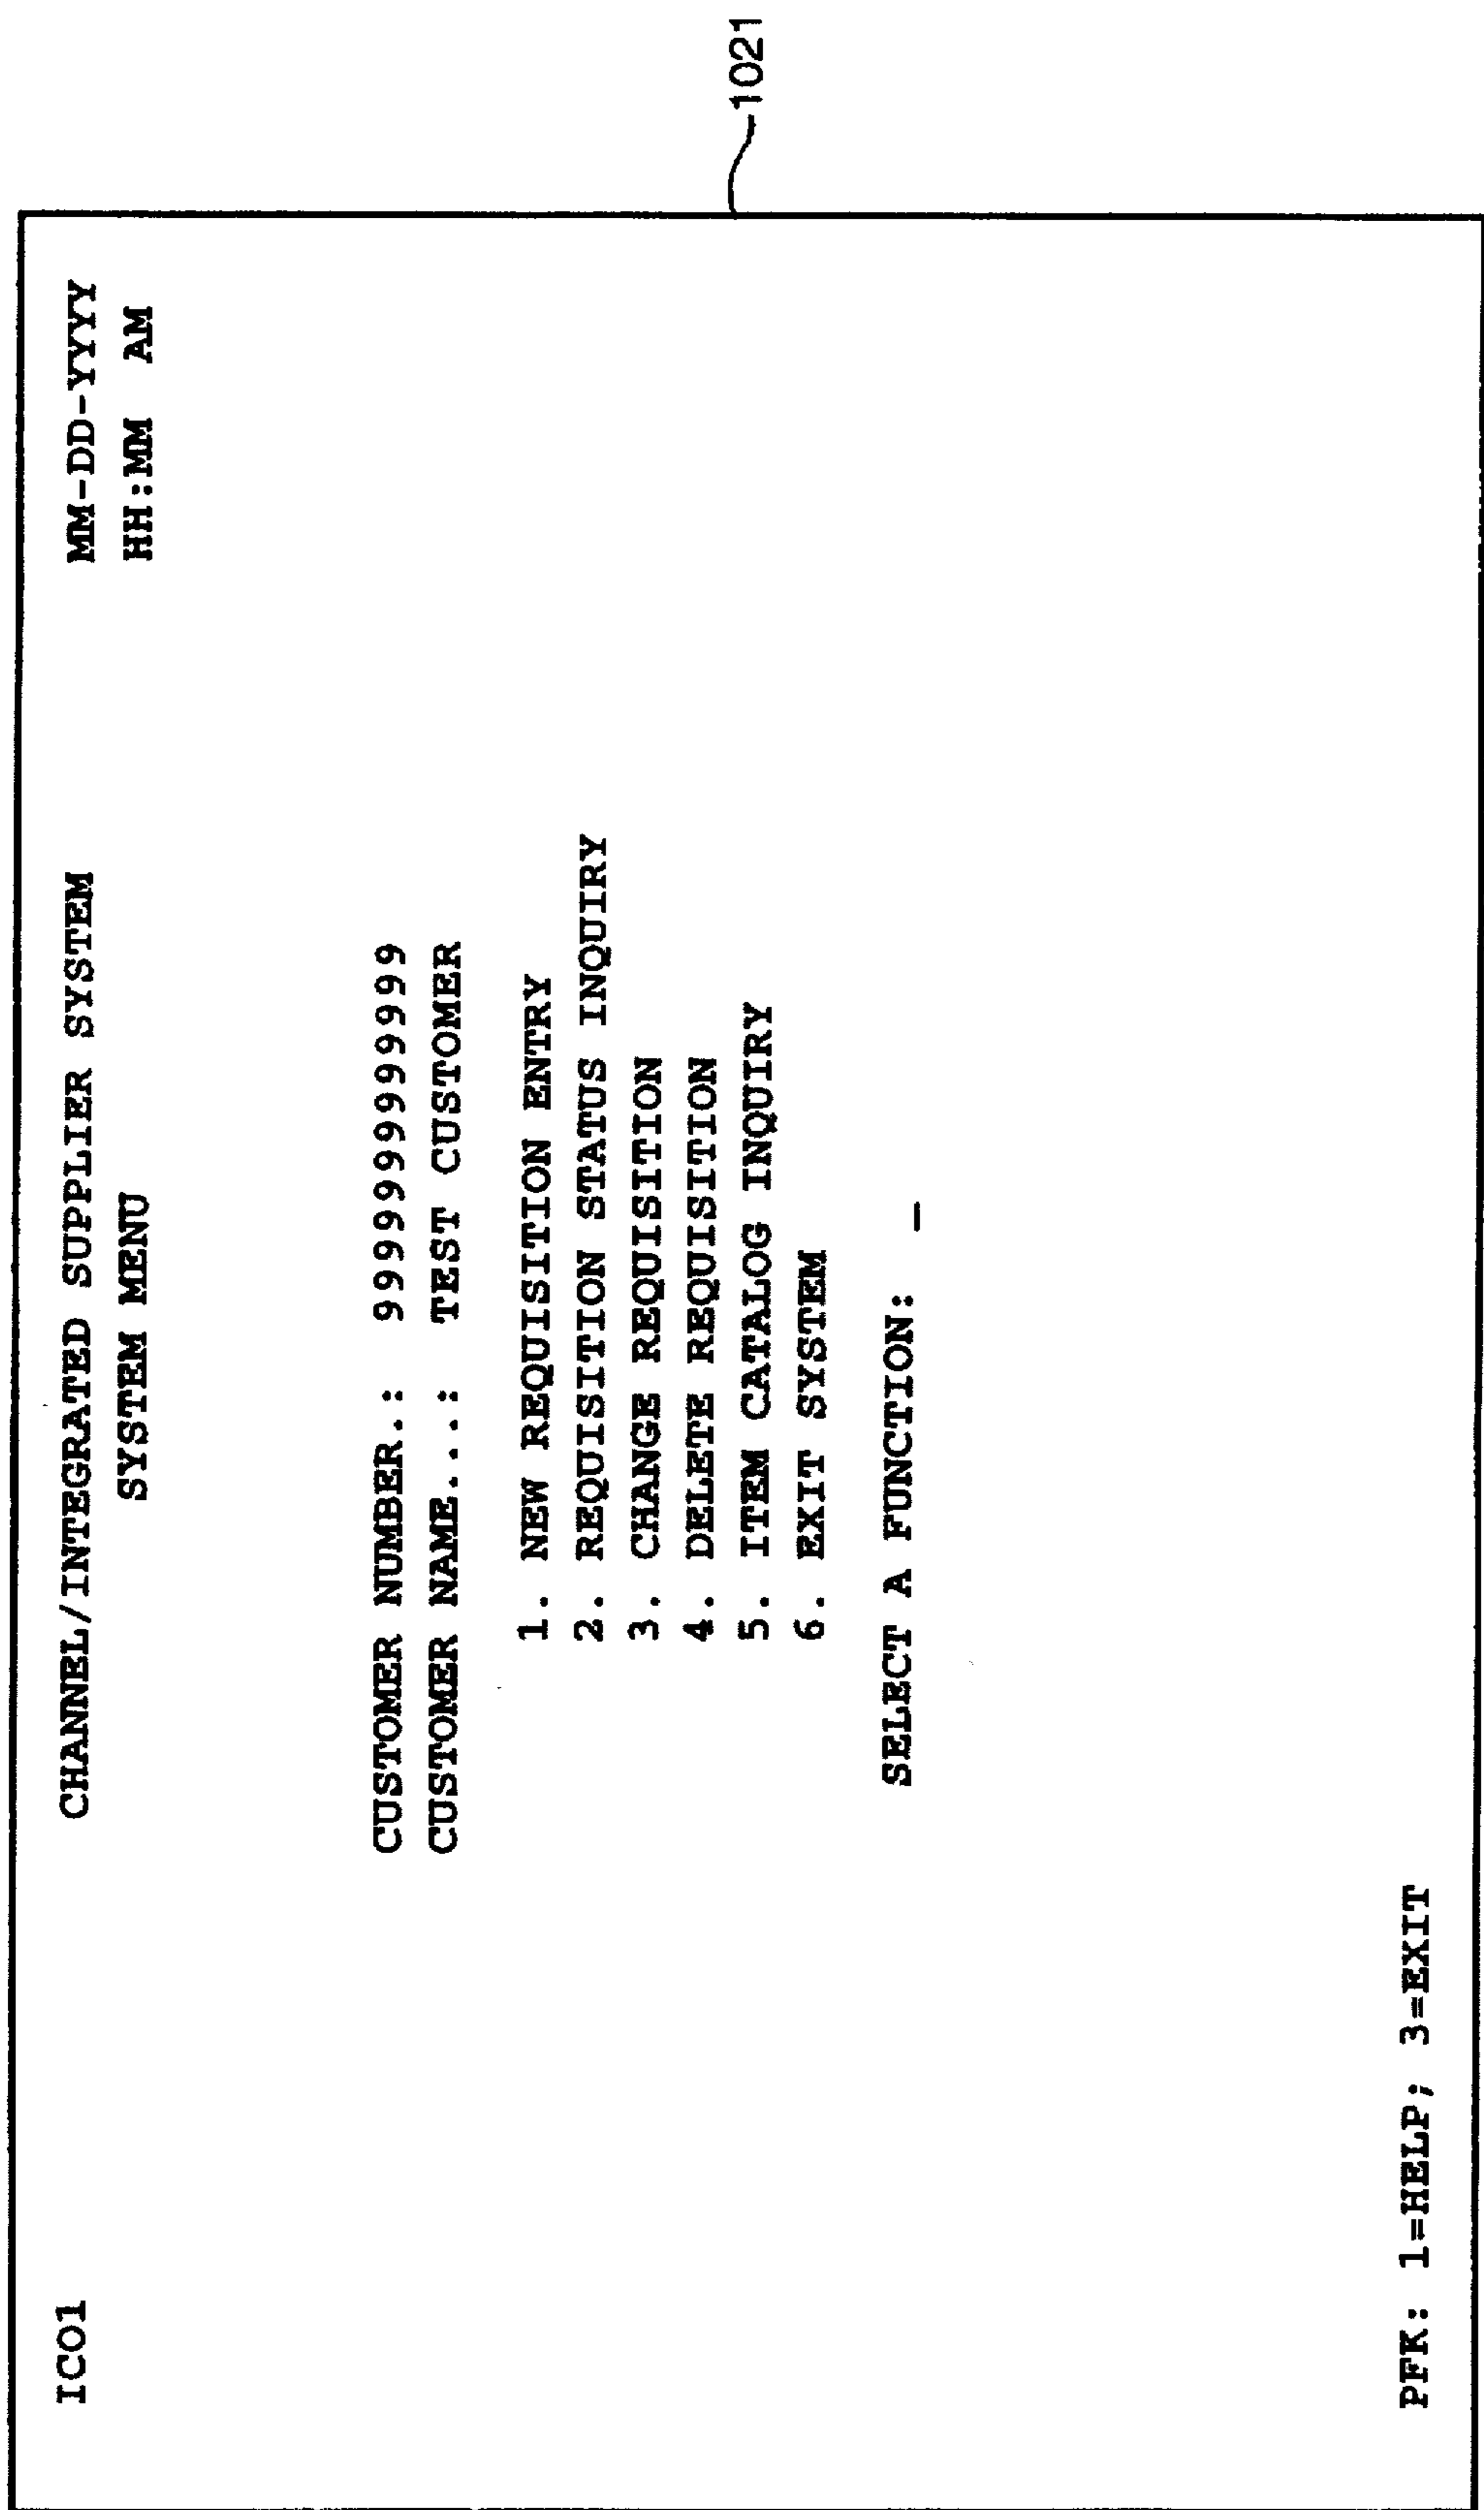 ICO1 CHANNEL/INTEGRATED SUPPLIER SYSTEM MM-DD-YYYY
SYSTEM MENU HH:MM AM
CUSTOMER NUMBER.: 9999999999999
CUSTOMER NAME...: TEST CUSTOMER
1. NEW REQUISITION ENTRY
2. REQUISITION STATUS INQUIRY
3. CHANGE REQUISITION
4. DELETE REQUISITION
5. ITEM CATALOG INQUIRY
6. EXIT SYSTEM
SELECT A FUNCTION: _
PFK: 1=HELP; 3=EXIT
1021